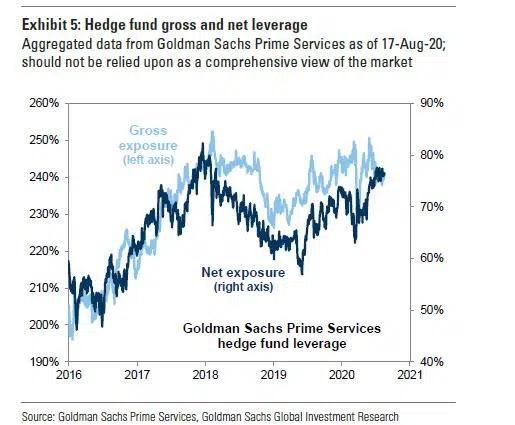 Exhibit 5: Hedge fund gross and net leverage
Aggregated data from Goldman Sachs Prime Services as of 17-Aug-20;
should not be relied upon as a comprehensive view of the market
260%
250%
240%
230%
220%
210%
200%
190%
90%
80%
70%
60%
50%
40%
Gross
exposure
(left axis)
Net exposure
(right axis)
Goldman Sachs Prime Services
hedge fund leverage
2016 2017 2018 2019 2020 2021
Source: Goldman Sachs Prime Services, Goldman Sachs Global Investment Research